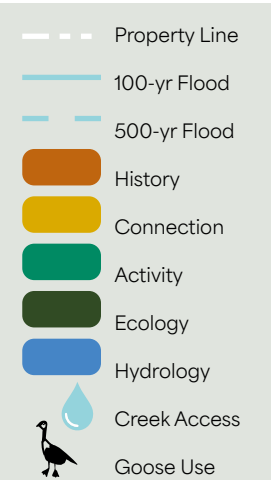 Property Line
100-yr Flood
500-yr Flood
History
Connection
Activity
Ecology
Hydrology
Creek Access
Goose Use